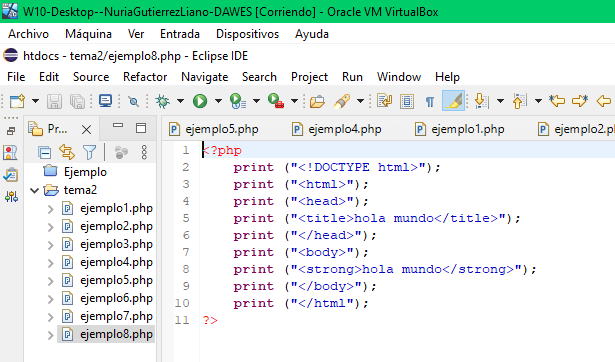 W10-Desktop--NuriaGutierrezLiano-DAWES [Corriendo] - Oracle VM VirtualBox
Archivo Máquina Ver Entrada Dispositivos Ayuda
htdocs - tema2/ejemplo8.php - Eclipse IDE
File Edit Source Refactor Navigate Search Project Run Window Help
P... ejemplo5.php ejemplo4.php ejemplo1.php ejemplo2.p
Ejemplo
tema2
ejemplo1.php
ejemplo2.php
ejemplo3.php
ejemplo4.php
ejemplo5.php
ejemplo6.php
ejemplo7.php
ejemplo8.php
1 <?php
2 print ("<!DOCTYPE html>");
3 print ("<html>");
4 print ("<head>");
5 print ("<title>hola mundo</title>");
6 print ("</head>");
7 print ("<body>");
8 print ("<strong>hola mundo</strong>");
9 print ("</body>");
10 print ("</html");
11 ?>